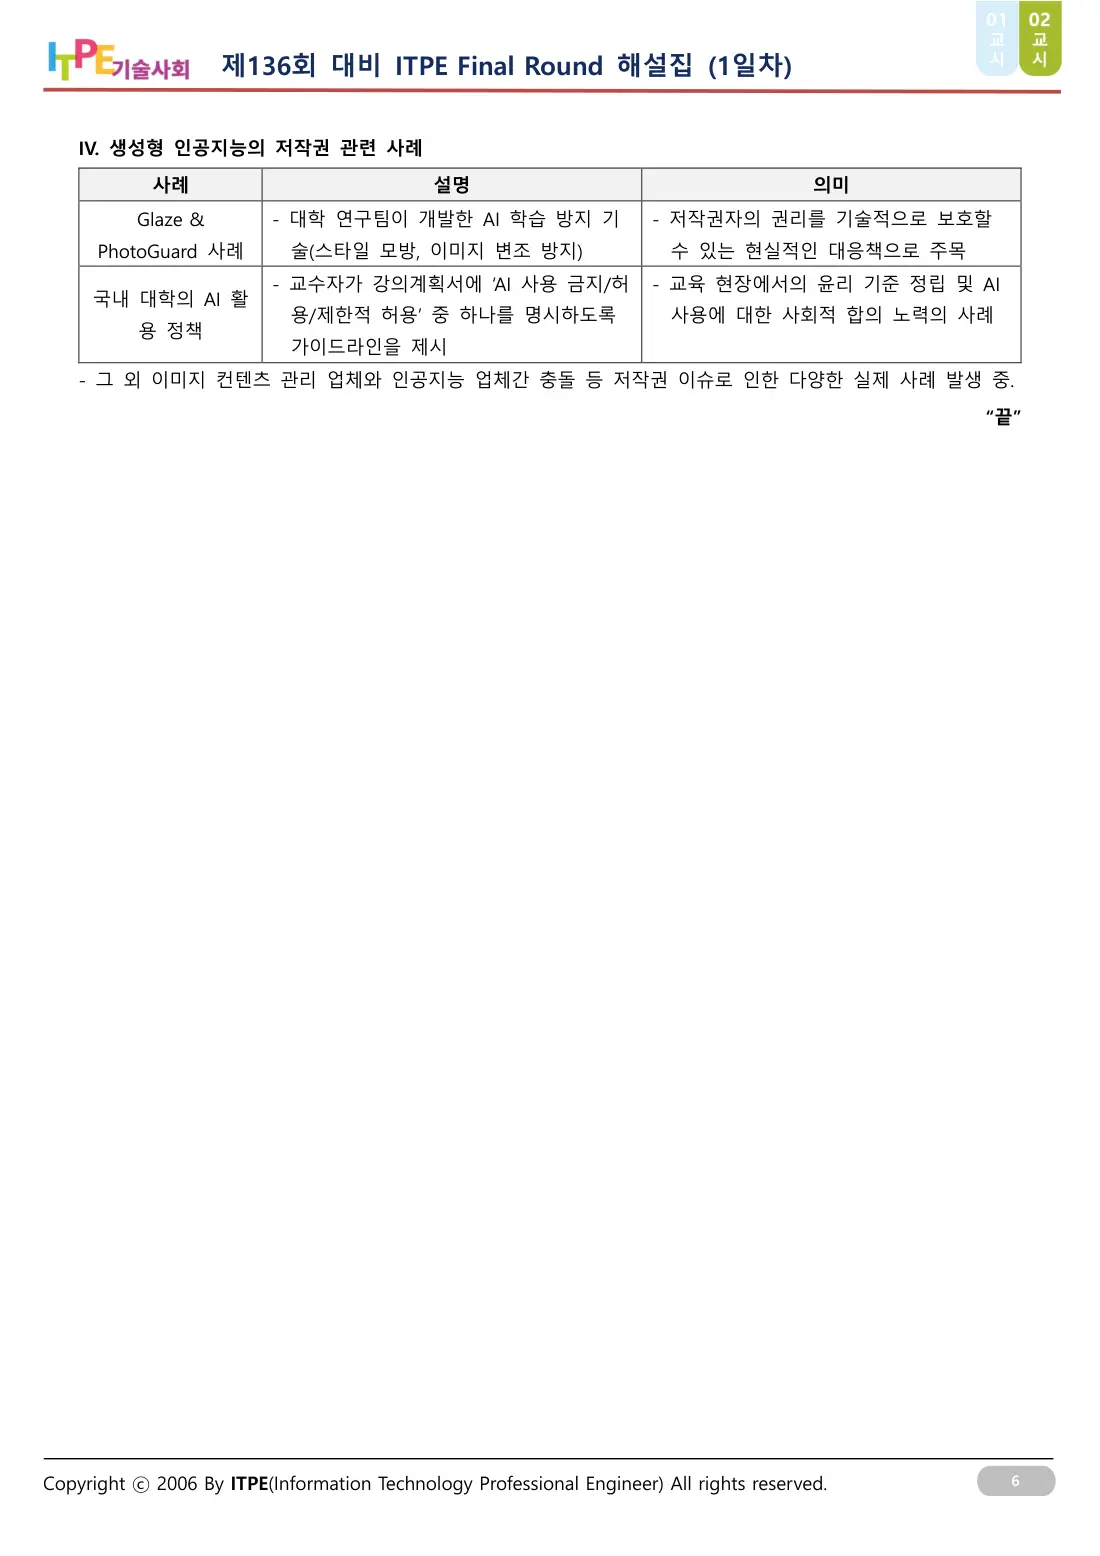 01
교
시
02
교
시
ITPE기술사회
제136회 대비 ITPE Final Round 해설집 (1일차)
IV. 생성형 인공지능의 저작권 관련 사례
사례
설명
의미
Glaze &
PhotoGuard 사례
- 대학 연구팀이 개발한 AI 학습 방지 기
술(스타일 모방, 이미지 변조 방지)
- 저작권자의 권리를 기술적으로 보호할
수 있는 현실적인 대응책으로 주목
국내 대학의 AI 활
용 정책
- 교수자가 강의계획서에 ‘AI 사용 금지/허
용/제한적 허용’ 중 하나를 명시하도록
가이드라인을 제시
- 교육 현장에서의 윤리 기준 정립 및 AI
사용에 대한 사회적 합의 노력의 사례
- 그 외 이미지 컨텐츠 관리 업체와 인공지능 업체간 충돌 등 저작권 이슈로 인한 다양한 실제 사례 발생 중.
“끝”
Copyright ⓒ 2006 By ITPE(Information Technology Professional Engineer) All rights reserved.
6